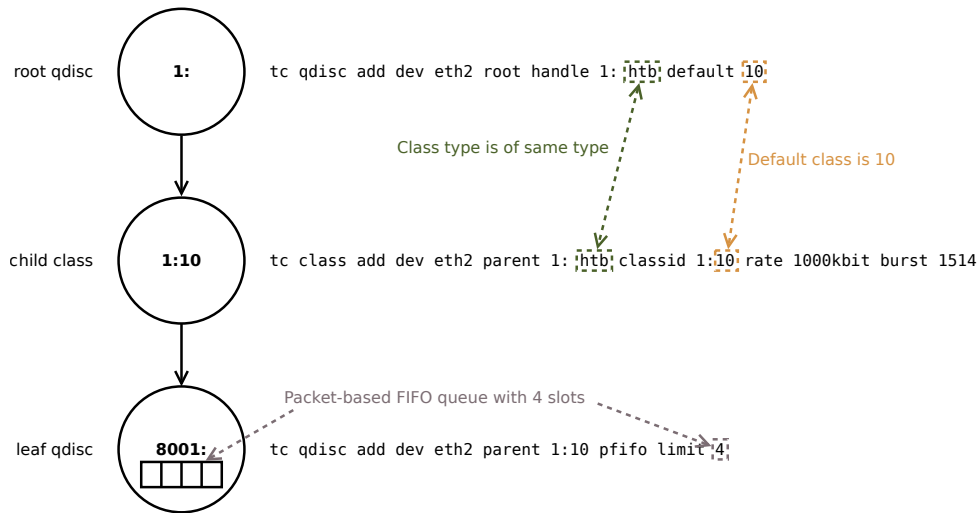 root qdisc 1: tc qdisc add dev eth2 root handle 1: htb default 10
Class type is of same type
Default class is 10
child class 1:10 tc class add dev eth2 parent 1: htb classid 1:10 rate 1000kbit burst 1514
Packet-based FIFO queue with 4 slots
leaf qdisc 8001: tc qdisc add dev eth2 parent 1:10 pfifo limit 4